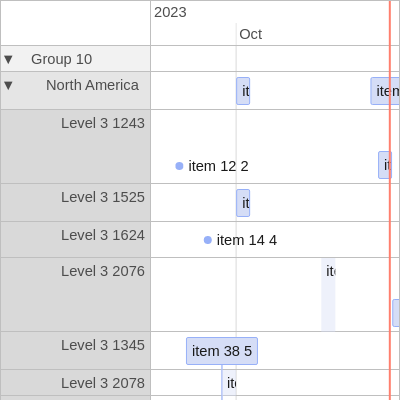 2023
Oct
▼ Group 10
▼ North America
it
item
Level 3 1243
item 12 2
it
Level 3 1525
it
Level 3 1624
item 14 4
Level 3 2076
it
Level 3 1345
item 38 5
Level 3 2078
it